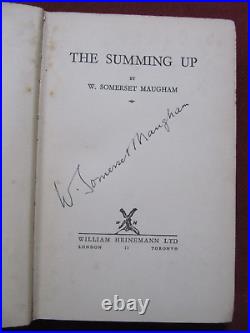 THE SUMMING UP
BY
W. SOMERSET MAUGHAM
W. Somerset Maugham
WILLIAM HEINEMANN LTD
LONDON :: TORONTO